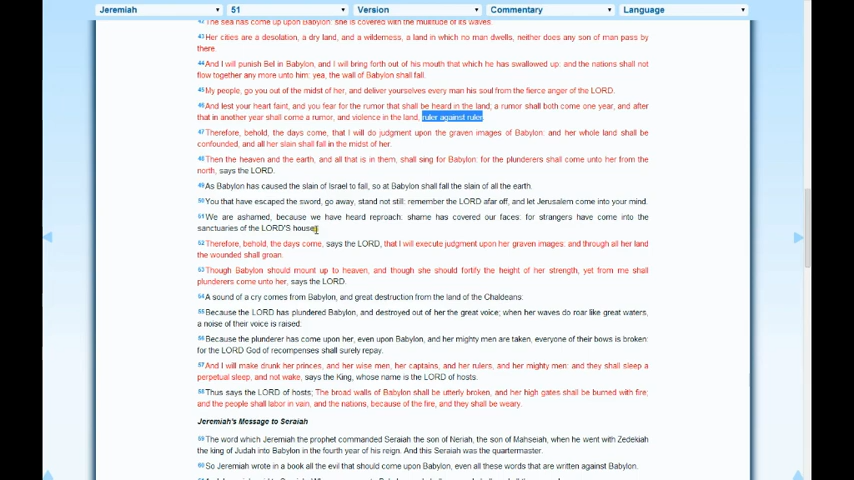 Jeremiah 51 Version Commentary Language
42 The sea has come up upon Babylon: she is covered with the multitude of its waves.
43 Her cities are a desolation, a dry land, and a wilderness, a land in which no man dwells, neither does any son of man pass by
there.
44 And I will punish Bel in Babylon, and I will bring forth out of his mouth that which he has swallowed up: and the nations shall not
flow together any more unto him: yea, the wall of Babylon shall fall.
45 My people, go you out of the midst of her, and deliver yourselves every man his soul from the fierce anger of the LORD.
46 And lest your heart faint, and you fear for the rumor that shall be heard in the land; a rumor shall both come one year, and after
that in another year shall come a rumor, and violence in the land, ruler against ruler.
47 Therefore, behold, the days come, that I will do judgment upon the graven images of Babylon: and her whole land shall be
confounded, and all her slain shall fall in the midst of her.
48 Then the heaven and the earth, and all that is in them, shall sing for Babylon: for the plunderers shall come unto her from the
north, says the LORD.
49 As Babylon has caused the slain of Israel to fall, so at Babylon shall fall the slain of all the earth.
50 You that have escaped the sword, go away, stand not still: remember the LORD afar off, and let Jerusalem come into your mind.
51 We are ashamed, because we have heard reproach: shame has covered our faces: for strangers have come into the
sanctuaries of the LORD'S house.
52 Therefore, behold, the days come, says the LORD, that I will execute judgment upon her graven images: and through all her land
the wounded shall groan.
53 Though Babylon should mount up to heaven, and though she should fortify the height of her strength, yet from me shall
plunderers come unto her, says the LORD.
54 A sound of a cry comes from Babylon, and great destruction from the land of the Chaldeans:
55 Because the LORD has plundered Babylon, and destroyed out of her the great voice; when her waves do roar like great waters,
a noise of their voice is raised:
56 Because the plunderer has come upon her, even upon Babylon, and her mighty men are taken, everyone of their bows is broken:
for the LORD God of recompenses shall surely repay.
57 And I will make drunk her princes, and her wise men, her captains, and her rulers, and her mighty men: and they shall sleep a
perpetual sleep, and not wake, says the King, whose name is the LORD of hosts.
58 Thus says the LORD of hosts; The broad walls of Babylon shall be utterly broken, and her high gates shall be burned with fire;
and the people shall labor in vain, and the nations, because of the fire, and they shall be weary.
Jeremiah's Message to Seraiah
59 The word which Jeremiah the prophet commanded Seraiah the son of Neriah, the son of Mahseiah, when he went with Zedekiah
the king of Judah into Babylon in the fourth year of his reign. And this Seraiah was the quartermaster.
60 So Jeremiah wrote in a book all the evil that should come upon Babylon, even all these words that are written against Babylon.